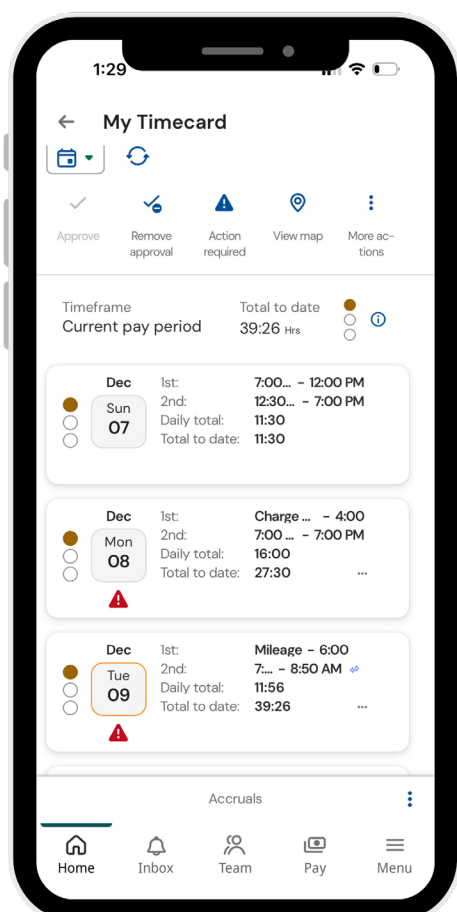 1:29
My Timecard
Approve
Remove approval
Action required
View map
More ac-
tions
Timeframe
Current pay period
Total to date
39:26 Hrs
Dec
Sun
07
1st: 7:00... - 12:00 PM
2nd: 12:30... - 7:00 PM
Daily total: 11:30
Total to date: 11:30
Dec
Mon
08
1st: Charge ... - 4:00
2nd: 7:00 ... - 7:00 PM
Daily total: 16:00
Total to date: 27:30 ...
Dec
Tue
09
1st: Mileage - 6:00
2nd: 7:... - 8:50 AM
Daily total: 11:56
Total to date: 39:26 ...
Accruals
Home
Inbox
Team
Pay
Menu